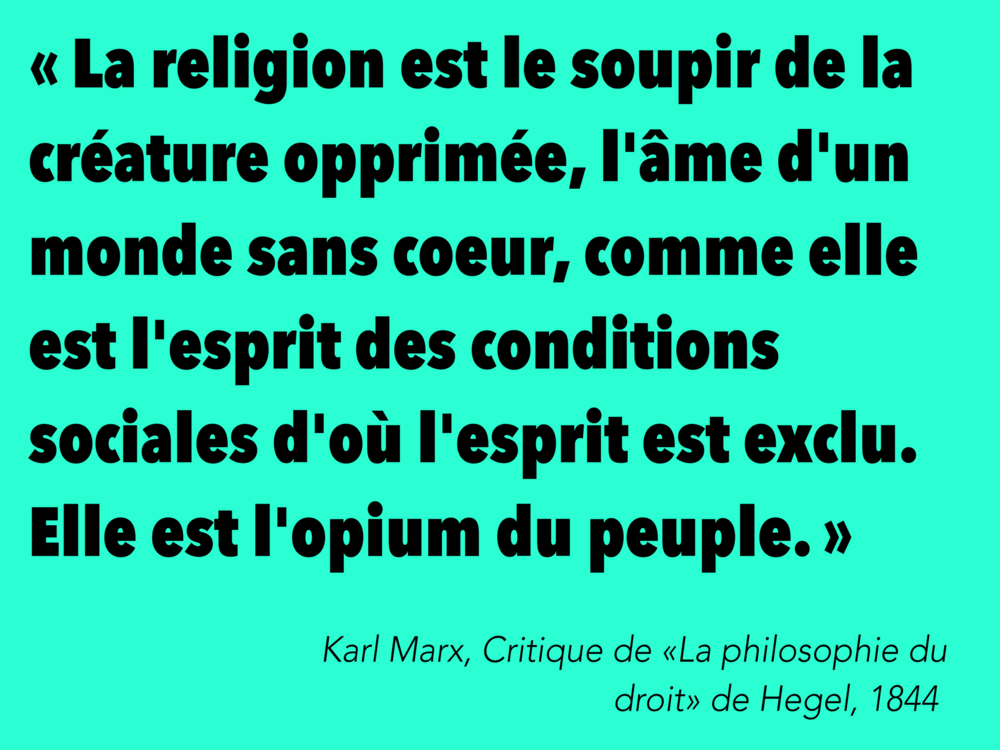 « La religion est le soupir de la
créature opprimée, l'âme d'un
monde sans coeur, comme elle
est l'esprit des conditions
sociales d'où l'esprit est exclu.
Elle est l'opium du peuple. »
Karl Marx, Critique de «La philosophie du
droit» de Hegel, 1844